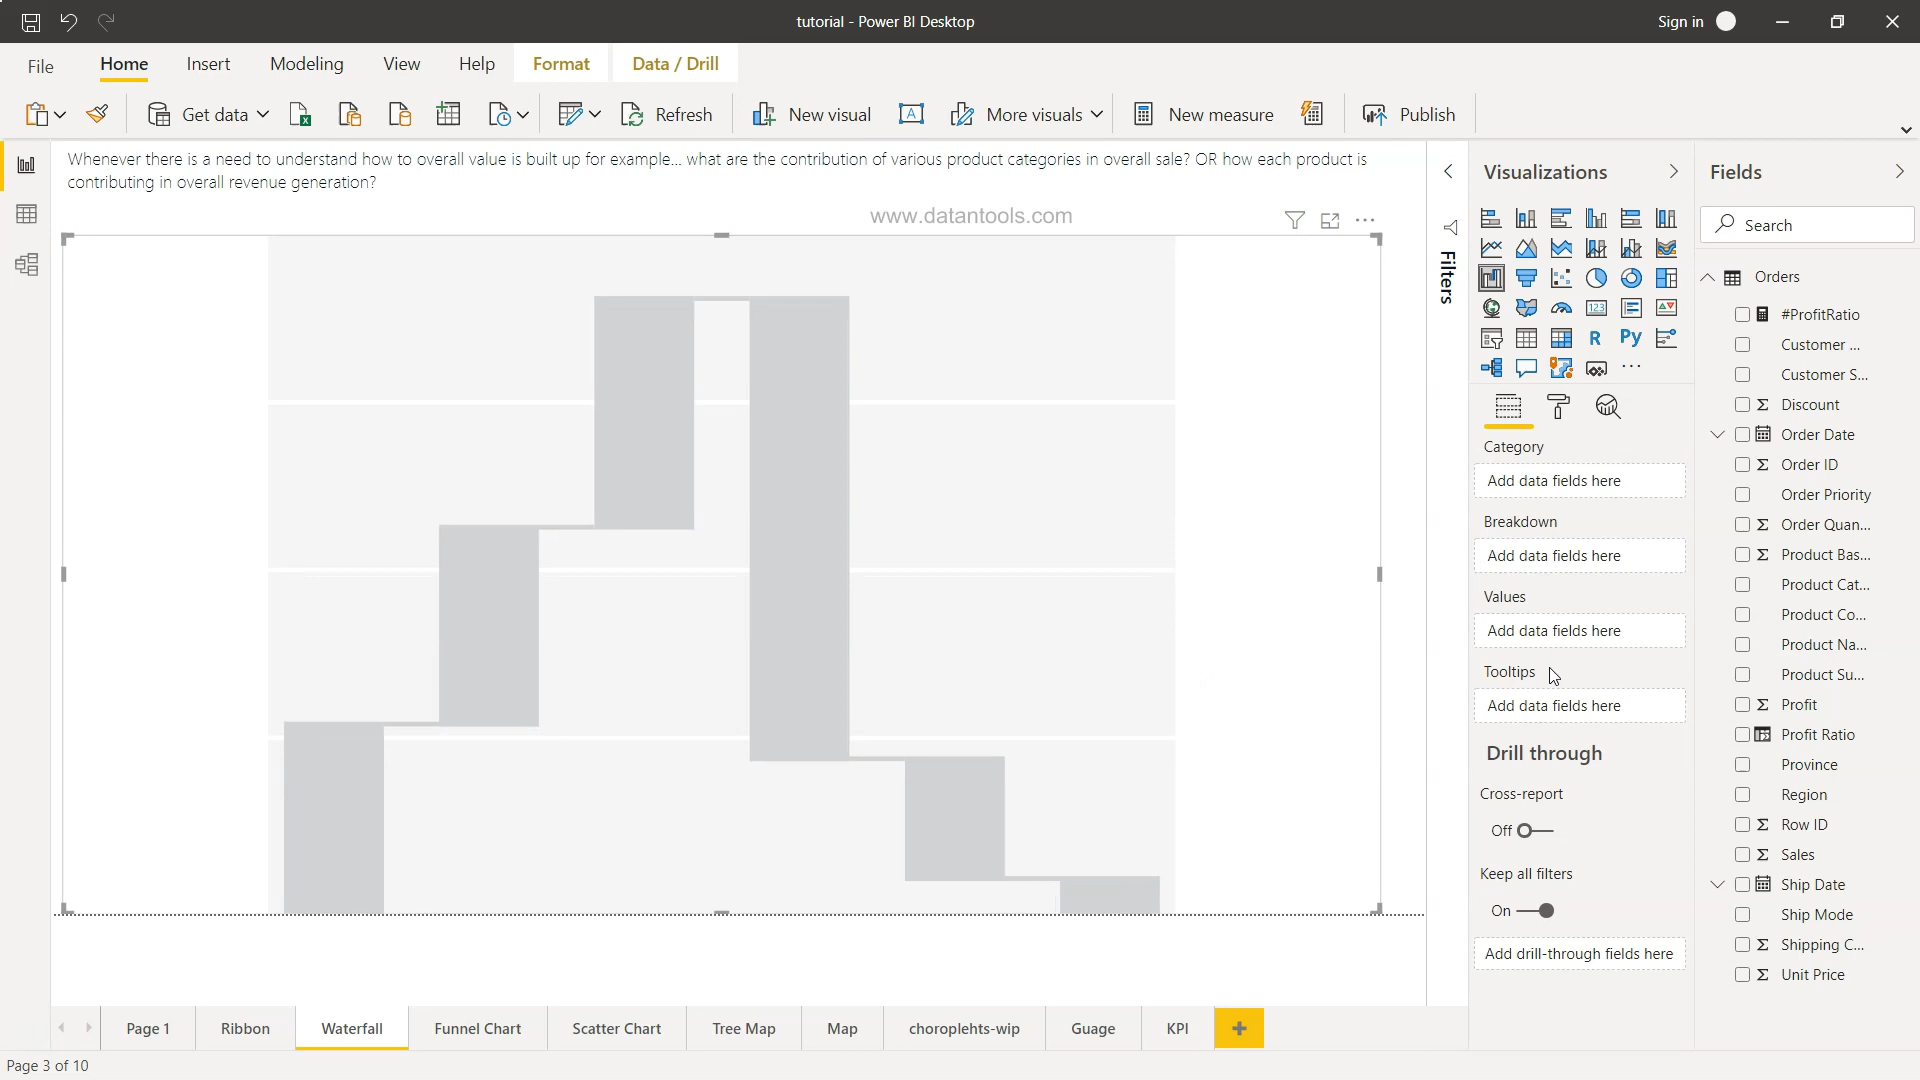 tutorial - Power BI Desktop
Sign in
File
Home
Insert
Modeling
View
Help
Format
Data / Drill
Get data
Refresh
New visual
More visuals
New measure
Publish
Whenever there is a need to understand how to overall value is built up for example... what are the contribution of various product categories in overall sale? OR how each product is
contributing in overall revenue generation?
www.datantools.com
Filters
Visualizations
123
R
Py
Category
Add data fields here
Breakdown
Add data fields here
Values
Add data fields here
Tooltips
Add data fields here
Drill through
Cross-report
Off
Keep all filters
On
Add drill-through fields here
Fields
Search
Orders
#ProfitRatio
Customer ...
Customer S...
Discount
Order Date
Order ID
Order Priority
Order Quan...
Product Bas...
Product Cat...
Product Co...
Product Na...
Product Su...
Profit
Profit Ratio
Province
Region
Row ID
Sales
Ship Date
Ship Mode
Shipping C...
Unit Price
Page 1
Ribbon
Waterfall
Funnel Chart
Scatter Chart
Tree Map
Map
choroplehts-wip
Guage
KPI
Page 3 of 10